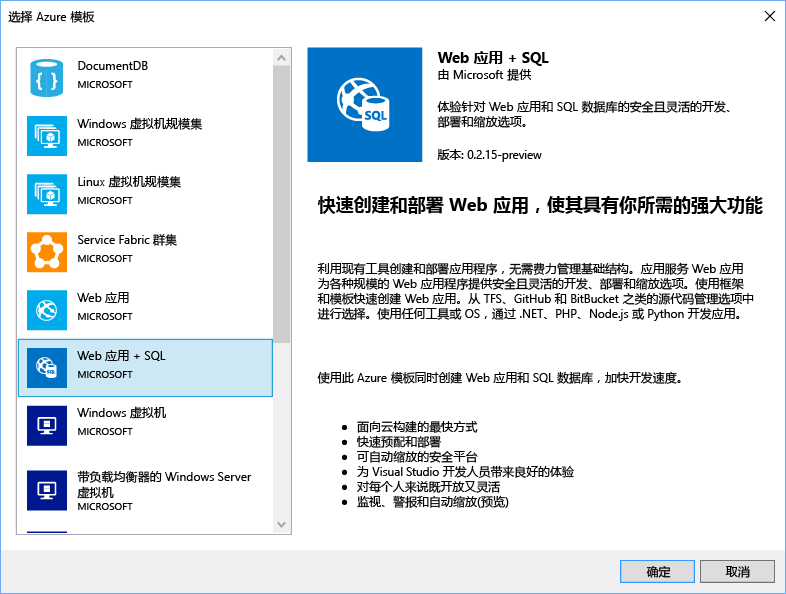 选择 Azure 模板
DocumentDB
MICROSOFT
Windows 虚拟机规模集
MICROSOFT
Linux 虚拟机规模集
MICROSOFT
Service Fabric 群集
MICROSOFT
Web 应用
MICROSOFT
Web 应用 + SQL
MICROSOFT
Windows 虚拟机
MICROSOFT
带负载均衡器的 Windows Server
虚拟机
MICROSOFT
SQL
Web 应用 + SQL
由 Microsoft 提供
体验针对 Web 应用和 SQL 数据库的安全且灵活的开发、
部署和缩放选项。
版本: 0.2.15-preview
快速创建和部署 Web 应用，使其具有你所需的强大功能
利用现有工具创建和部署应用程序，无需费力管理基础结构。应用服务 Web 应用
为各种规模的 Web 应用程序提供安全且灵活的开发、部署和缩放选项。使用框架
和模板快速创建 Web 应用。从 TFS、GitHub 和 BitBucket 之类的源代码管理选项中
进行选择。使用任何工具或 OS，通过 .NET、PHP、Node.js 或 Python 开发应用。
使用此 Azure 模板同时创建 Web 应用和 SQL 数据库，加快开发速度。
• 面向云构建的最快方式
• 快速预配和部署
• 可自动缩放的安全平台
• 为 Visual Studio 开发人员带来良好的体验
• 对每个人来说既开放又灵活
• 监视、警报和自动缩放(预览)
确定
取消